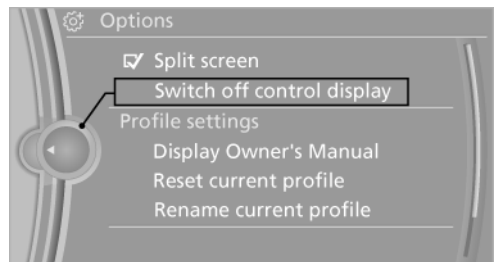 Options
Split screen
Switch off control display
Profile settings
Display Owner's Manual
Reset current profile
Rename current profile